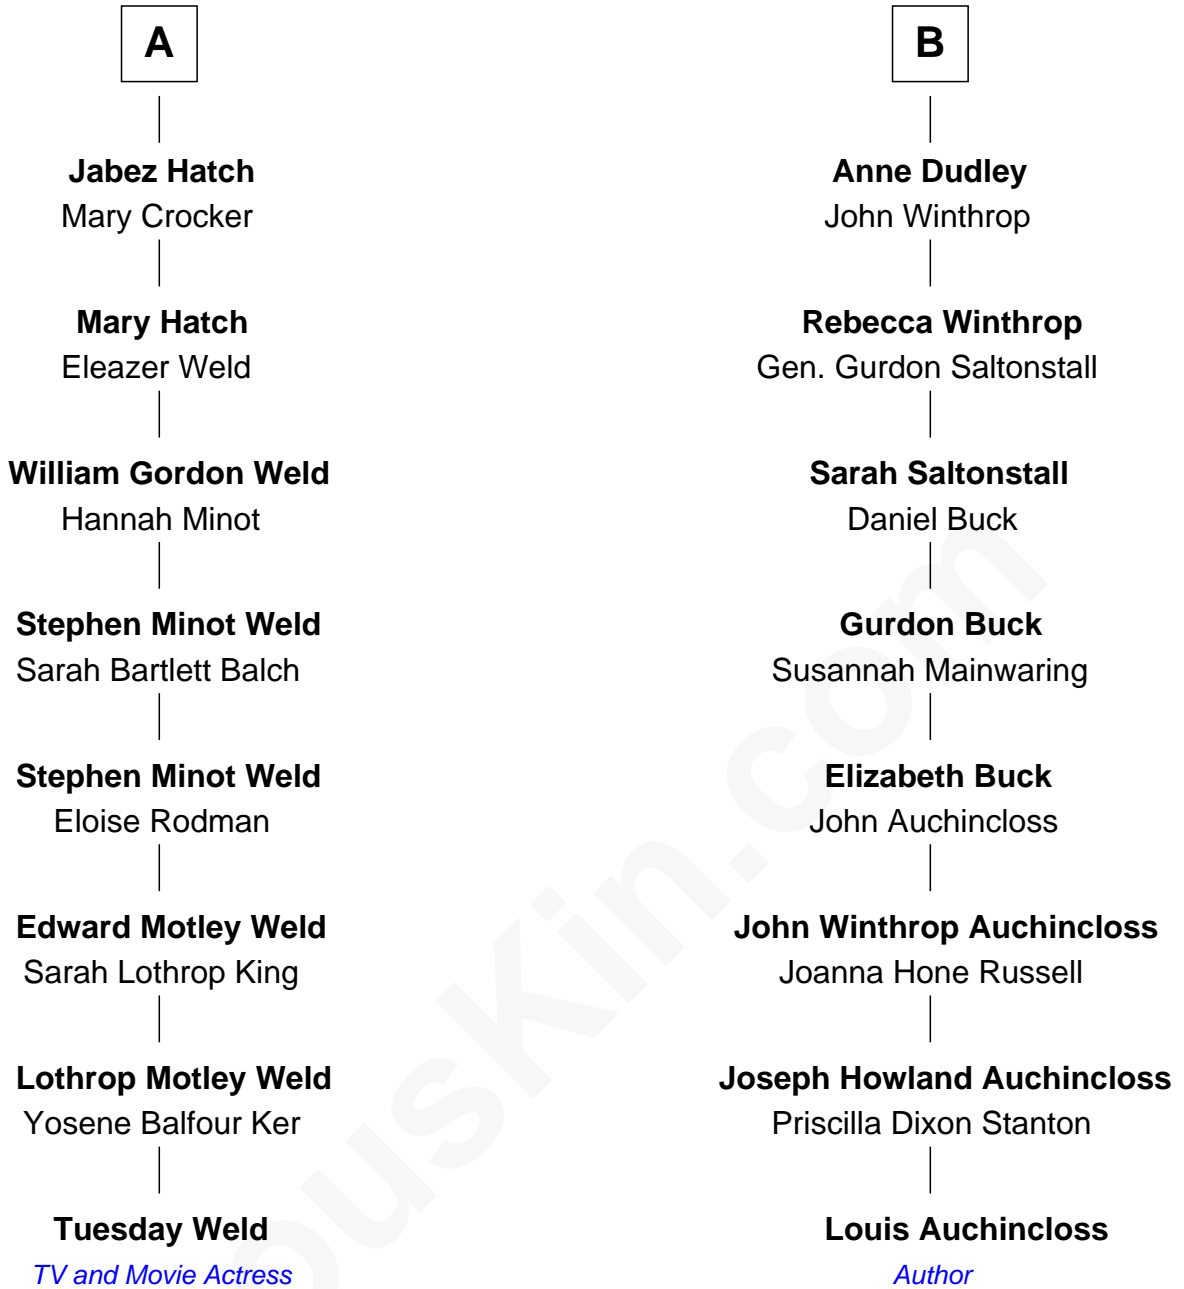 A
Jabez Hatch
Mary Crocker
Mary Hatch
Eleazer Weld
William Gordon Weld
Hannah Minot
Stephen Minot Weld
Sarah Bartlett Balch
Stephen Minot Weld
Eloise Rodman
Edward Motley Weld
Sarah Lothrop King
Lothrop Motley Weld
Yosene Balfour Ker
Tuesday Weld
TV and Movie Actress
B
Anne Dudley
John Winthrop
Rebecca Winthrop
Gen. Gurdon Saltonstall
Sarah Saltonstall
Daniel Buck
Gurdon Buck
Susannah Mainwaring
Elizabeth Buck
John Auchincloss
John Winthrop Auchincloss
Joanna Hone Russell
Joseph Howland Auchincloss
Priscilla Dixon Stanton
Louis Auchincloss
Author
ousKin.com